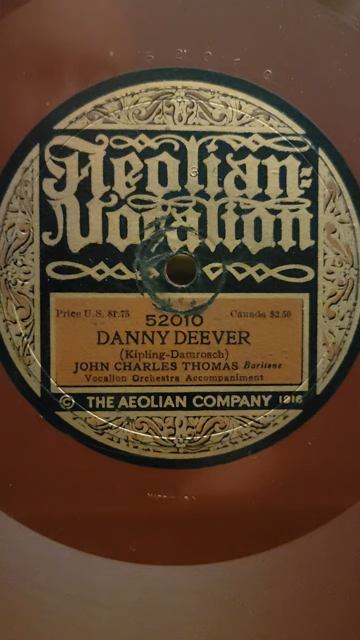 Aeolian-
Vocalion
Price U.S. $1.75 Canada $2.50
52010
DANNY DEEVER
(Kipling-Damrosch)
JOHN CHARLES THOMAS Baritone
Vocalion Orchestra Accompaniment
© THE AEOLIAN COMPANY 1916